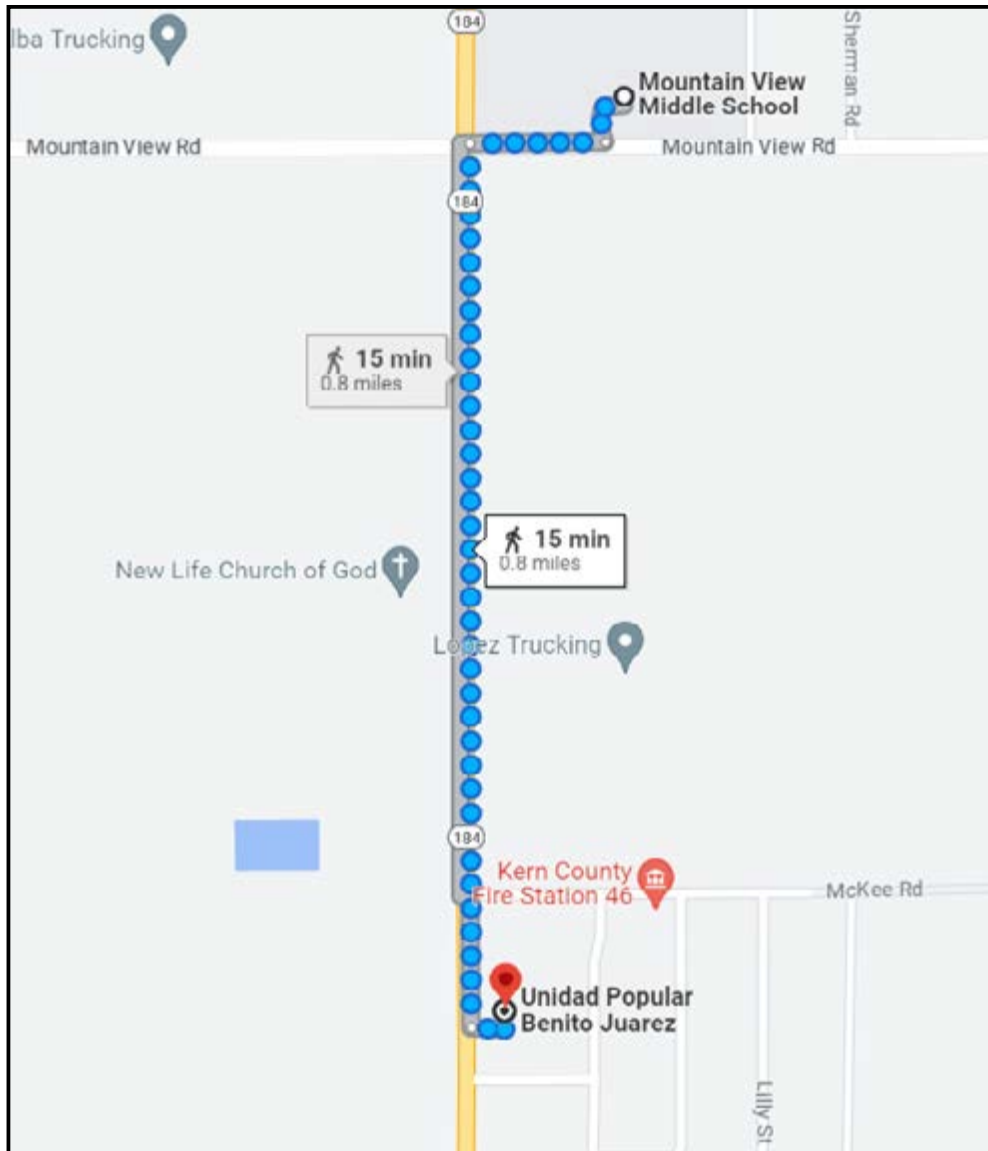 184
lba Trucking
Sherman Rd
Mountain View
Middle School
Mountain View Rd
Mountain View Rd
184
15 min
0.8 miles
15 min
0.8 miles
New Life Church of God
Lopez Trucking
184
Kern County
Fire Station 46
McKee Rd
Unidad Popular
Benito Juarez
Lilly St